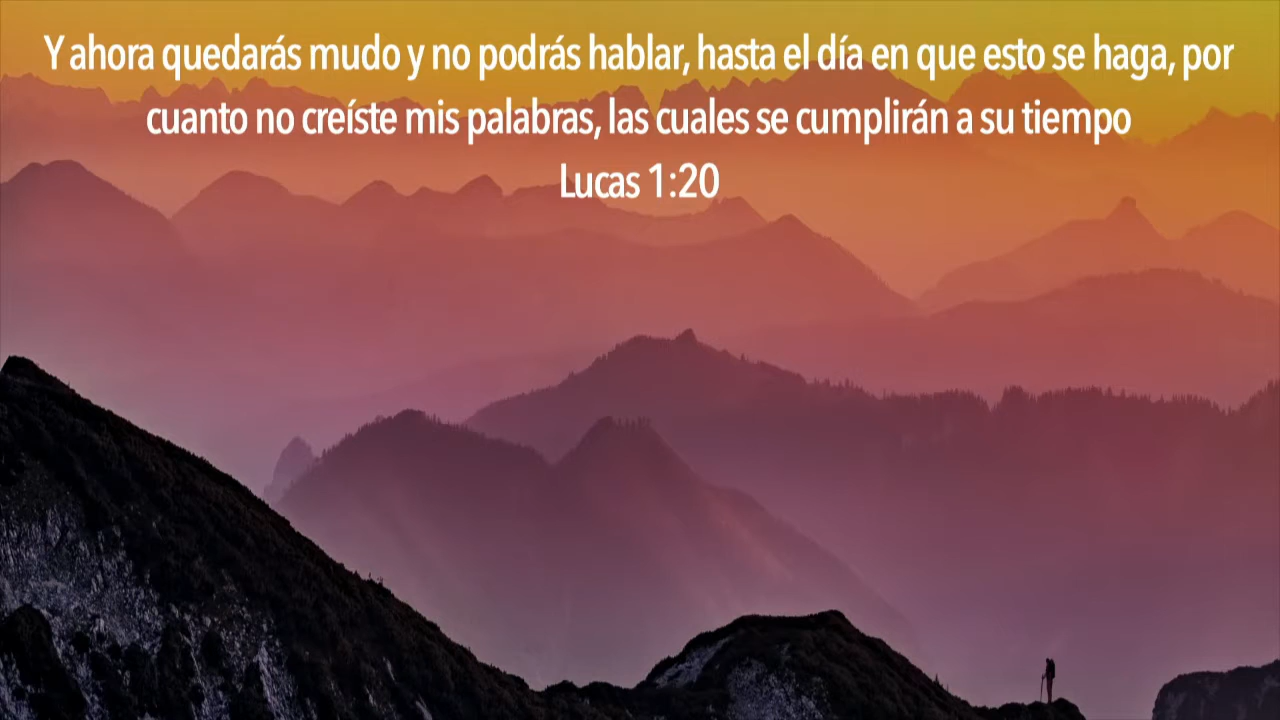 Y ahora quedarás mudo y no podrás hablar, hasta el día en que esto se haga, por
cuanto no creíste mis palabras, las cuales se cumplirán a su tiempo
Lucas 1:20